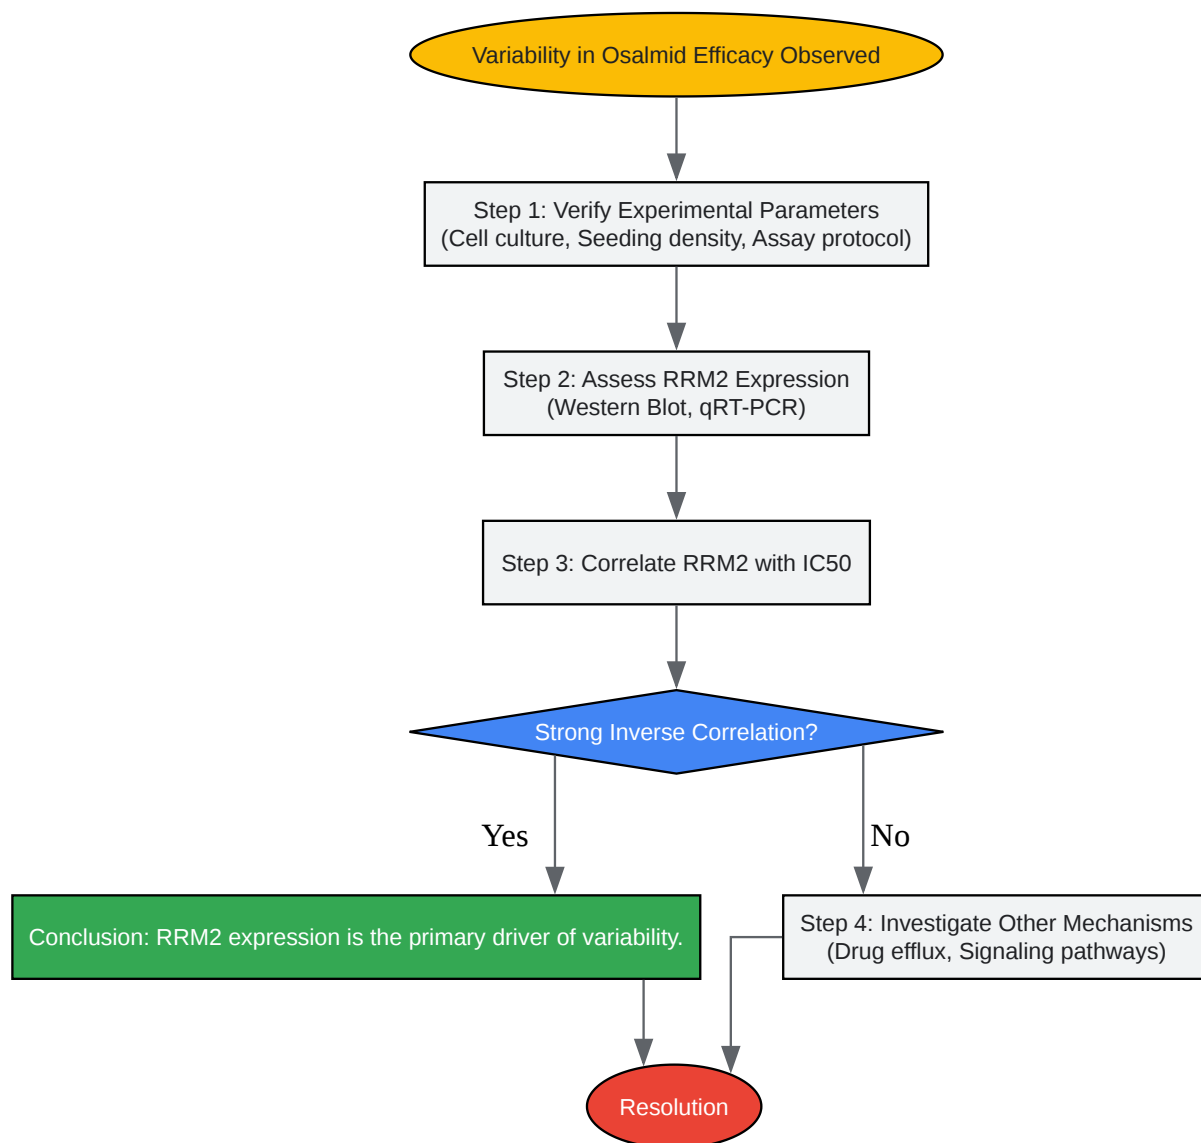 Variability in Osalmid Efficacy Observed
Step 1: Verify Experimental Parameters
(Cell culture, Seeding density, Assay protocol)
Step 2: Assess RRM2 Expression
(Western Blot, qRT-PCR)
Step 3: Correlate RRM2 with IC50
Strong Inverse Correlation?
Yes
No
Conclusion: RRM2 expression is the primary driver of variability.
Step 4: Investigate Other Mechanisms
(Drug efflux, Signaling pathways)
Resolution